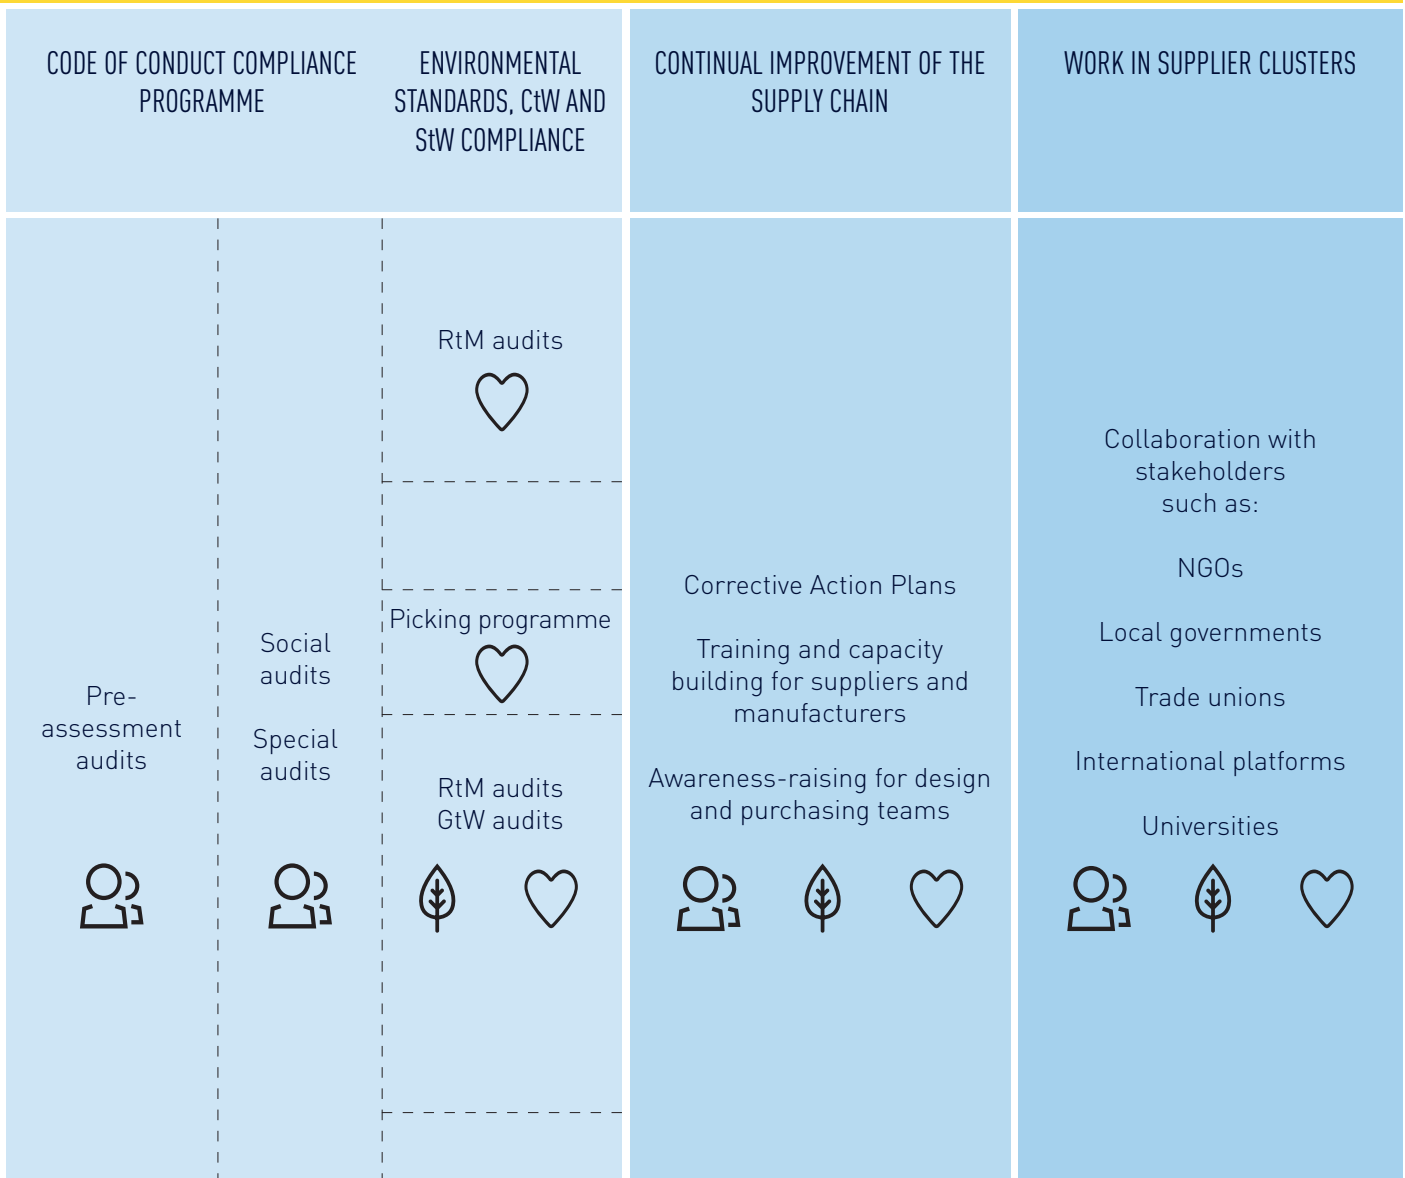 CODE OF CONDUCT COMPLIANCE
PROGRAMME
ENVIRONMENTAL
STANDARDS, CtW AND
StW COMPLIANCE
CONTINUAL IMPROVEMENT OF THE
SUPPLY CHAIN
WORK IN SUPPLIER CLUSTERS
Pre-
assessment
audits
Social
audits
Special
audits
RtM audits
Picking programme
RtM audits
GtW audits
Corrective Action Plans
Training and capacity
building for suppliers and
manufacturers
Awareness-raising for design
and purchasing teams
Collaboration with
stakeholders
such as:
NGOs
Local governments
Trade unions
International platforms
Universities